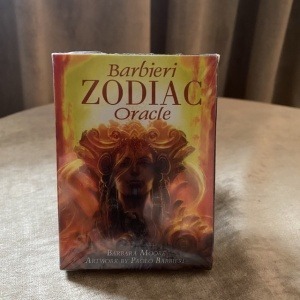 Barbieri
ZODIAC
Oracle
BARBARA MOORE
ARTWORK BY PAOLO BARBIERI